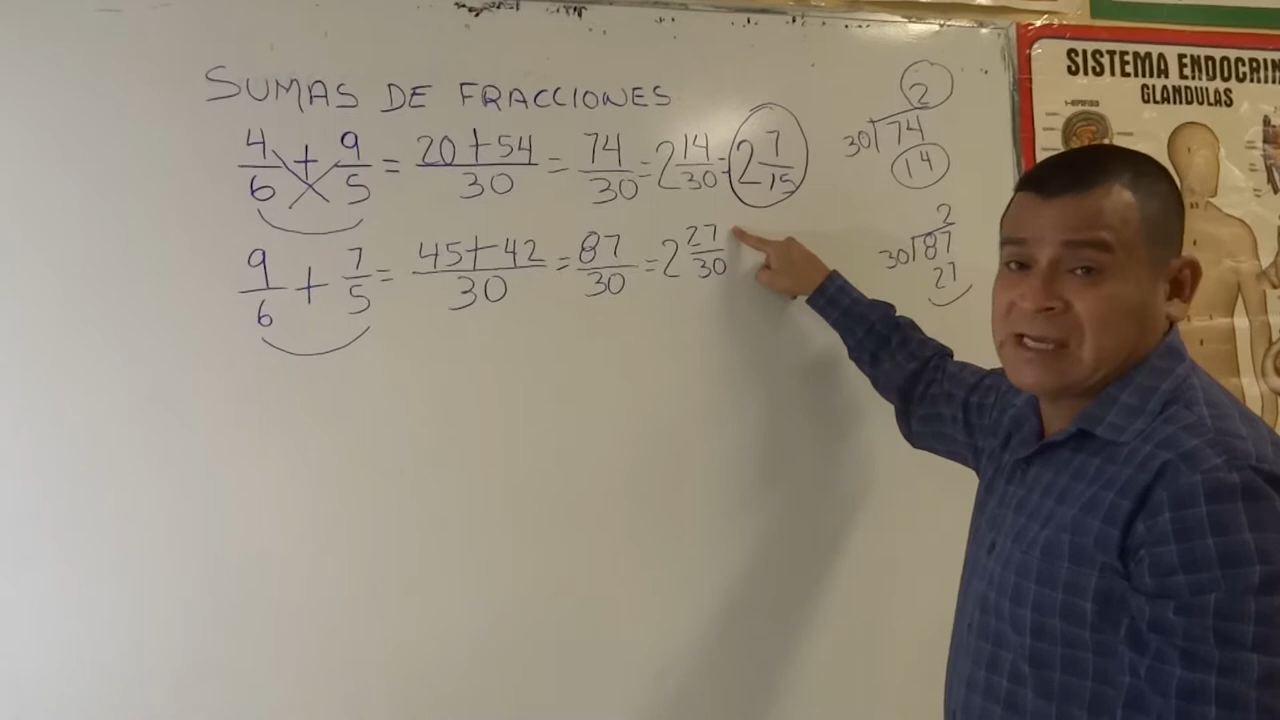 SUMAS DE FRACCIONES
4/6 + 9/5 = 20+54/30 = 74/30 = 2 14/30 = 2 7/15
9/6 + 7/5 = 45+42/30 = 87/30 = 2 27/30
2
30 74
14
2
30 87
27
SISTEMA ENDOCRIN
GLANDULAS